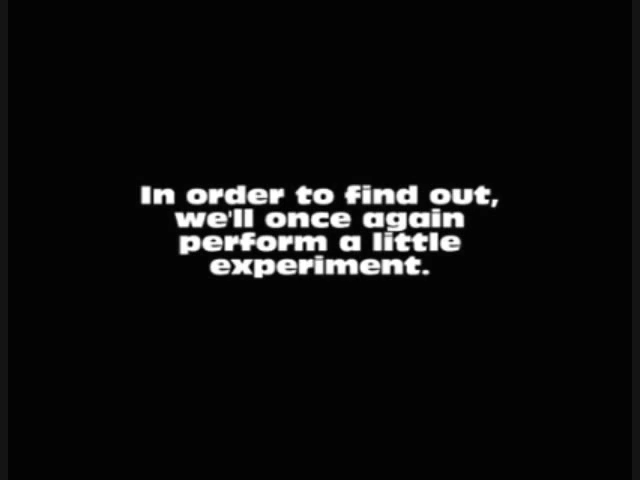 In order to find out,
we'll once again
perform a little
experiment.